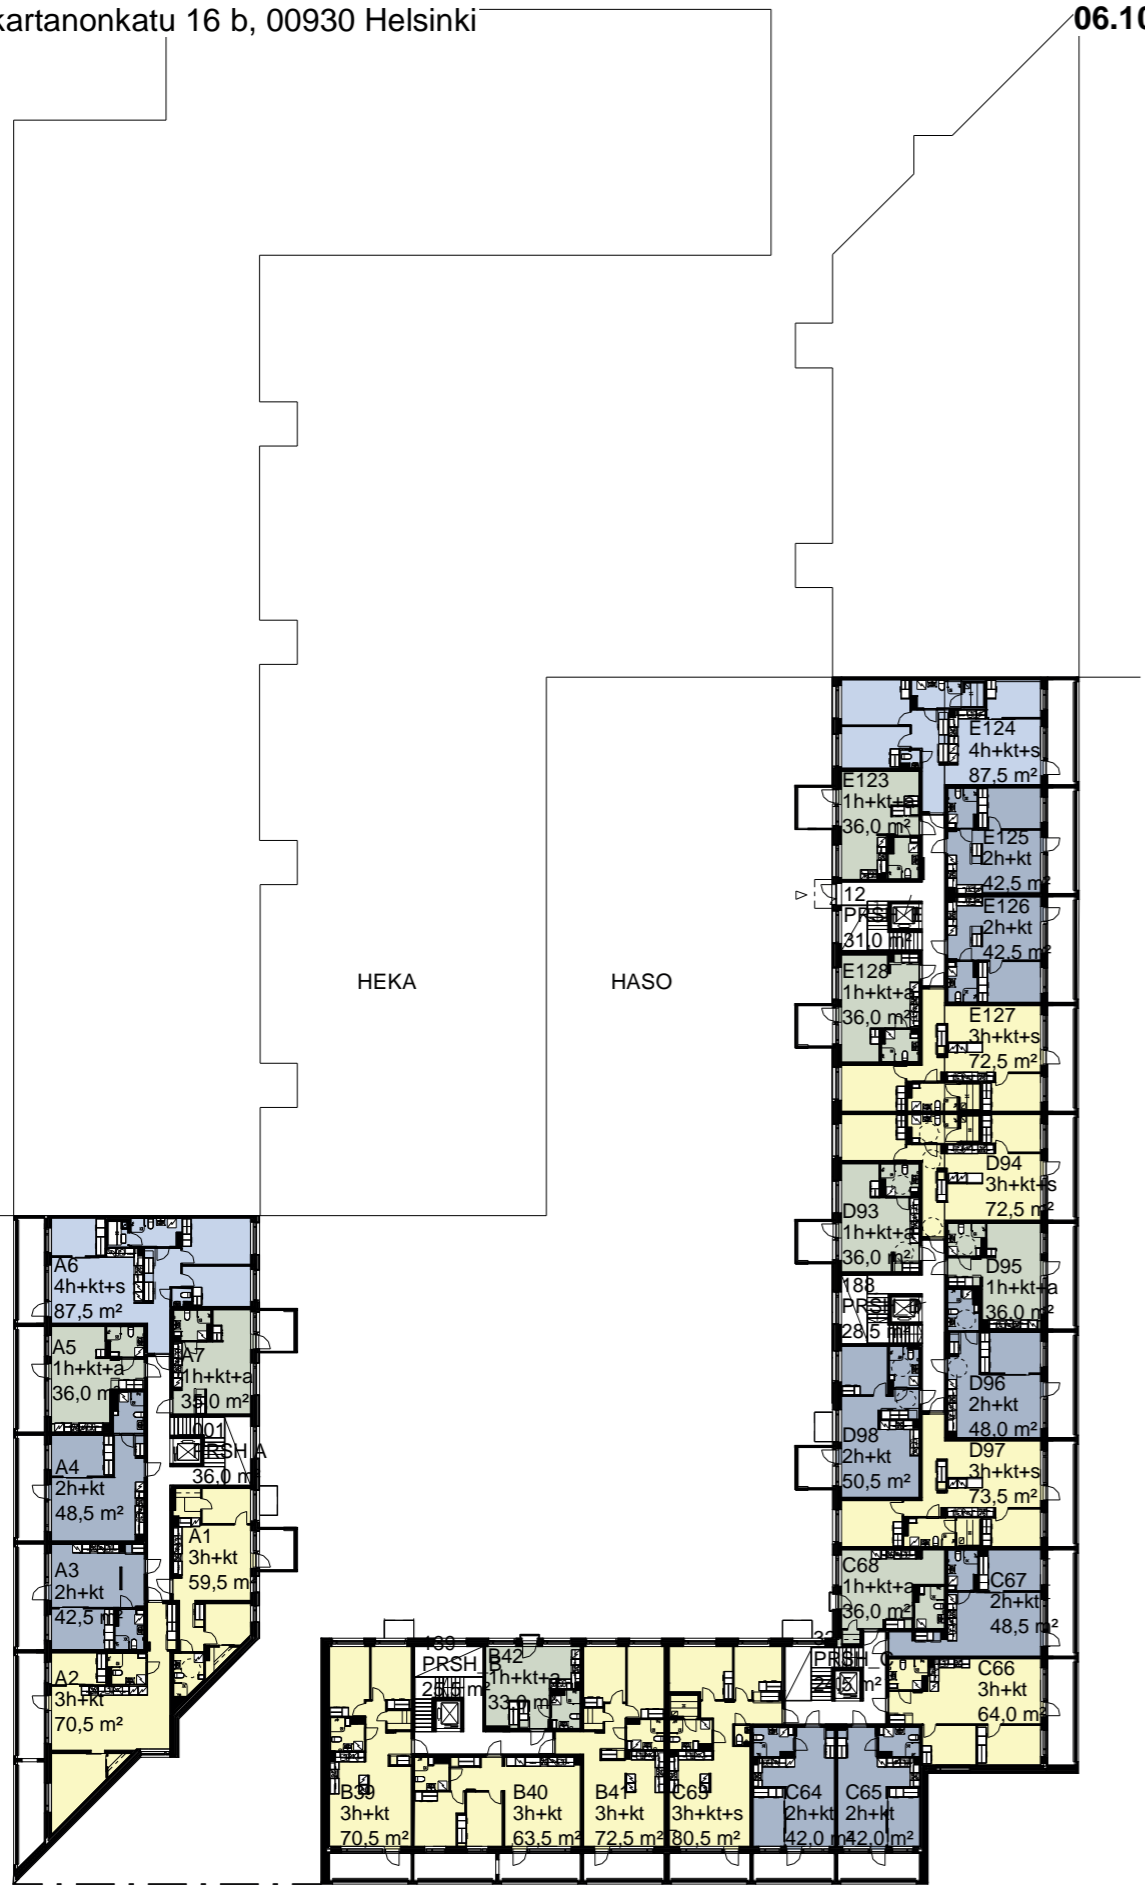 kartanonkatu 16 b, 00930 Helsinki
06.10
E124
4h+kt+s
87,5 m²
E123
1h+kt+a
36,0 m²
E125
2h+kt
42,5 m²
12
31,0 m²
E126
2h+kt
42,5 m²
HEKA
HASO
E128
1h+kt+a
36,0 m²
E127
3h+kt+s
72,5 m²
D94
3h+kt+s
72,5 m²
D93
1h+kt+a
36,0 m²
D95
1h+kt+a
36,0 m²
188
PRSH_D
28,5 m²
D96
2h+kt
48,0 m²
D98
2h+kt
50,5 m²
D97
3h+kt+s
73,5 m²
A6
4h+kt+s
87,5 m²
A5
1h+kt+a
36,0 m
A7
1h+kt+a
35,0 m²
001
PRSH A
36,0 m
A4
2h+kt
48,5 m²
A1
3h+kt
59,5 m
A3
2h+kt
42,5 m²
A2
3h+kt
70,5 m²
C68
1h+kt+a
36,0 m²
C67
2h+kt
48,5 m²
PRSH_B
B42
1h+kt+a
33,0 m²
PRSH_C
C66
3h+kt
64,0 m²
B39
3h+kt
70,5 m²
B40
3h+kt
63,5 m²
B41
3h+kt
72,5 m²
C63
3h+kt+s
80,5 m²
C64
2h+kt
42,0 m²
C65
2h+kt
42,0 m²